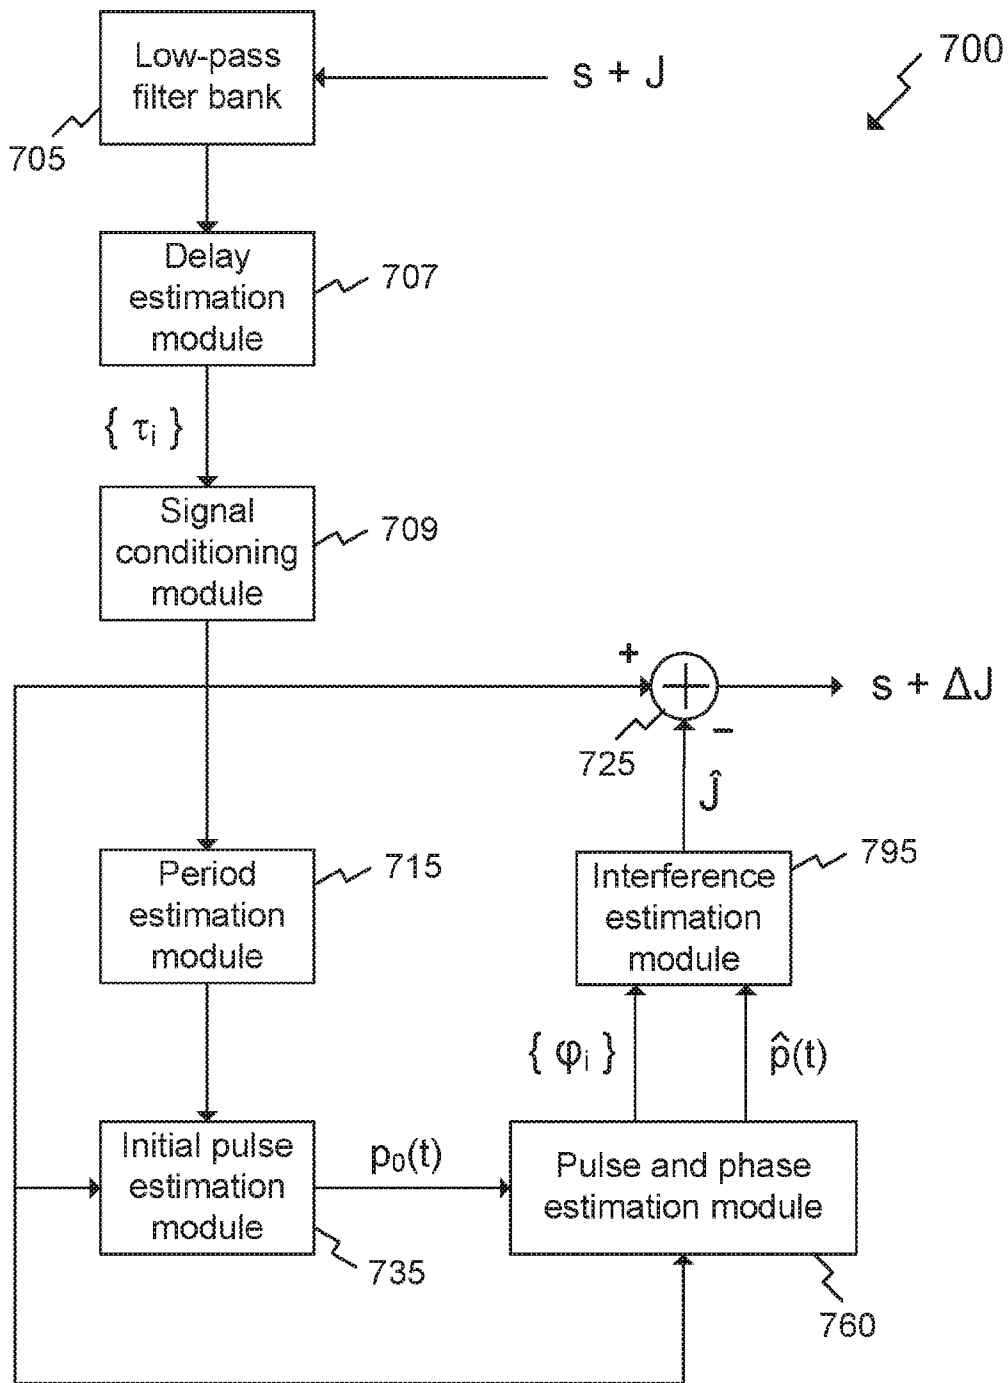 Low-pass
filter bank
s + J
700
705
Delay
estimation
module
707
{ τi }
Signal
conditioning
module
709
+
s + ΔJ
725
−
Ĵ
Period
estimation
module
715
Interference
estimation
module
795
{ φi }
p̂(t)
Initial pulse
estimation
module
p₀(t)
Pulse and phase
estimation module
735
760